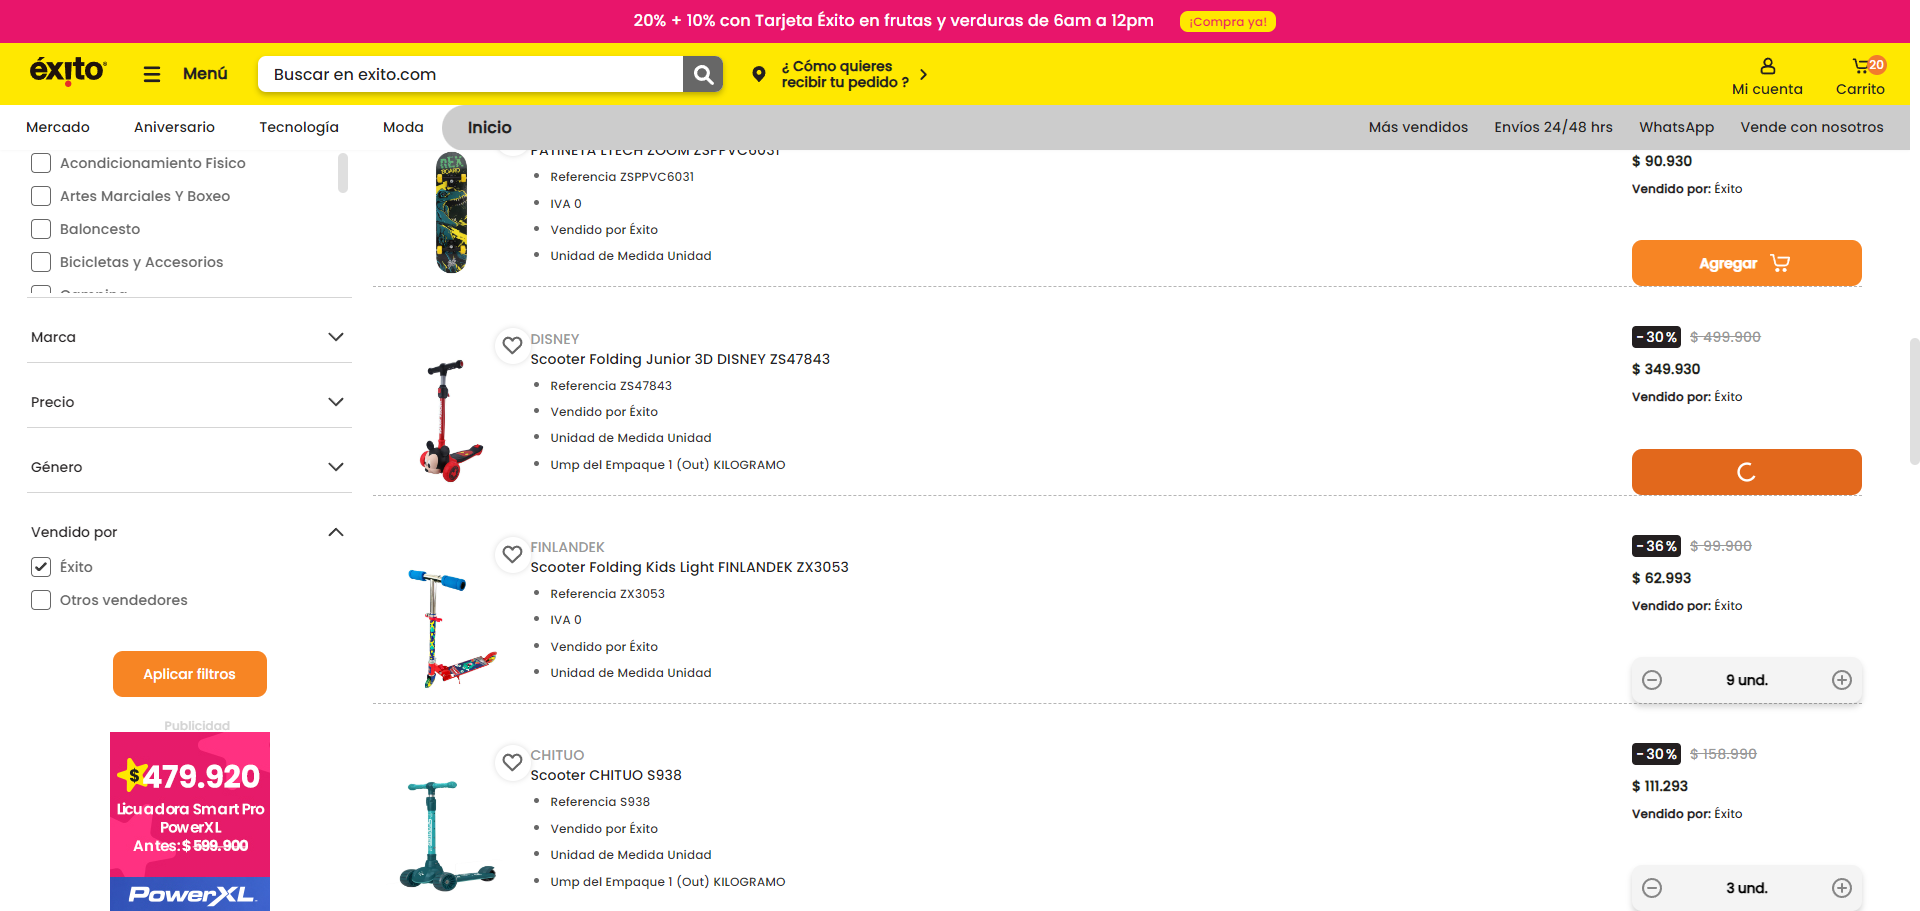 20% + 10% con Tarjeta Éxito en frutas y verduras de 6am a 12pm
¡Compra ya!
éxito
Menú
Buscar en exito.com
¿ Cómo quieres
recibir tu pedido ?
Mi cuenta
20
Carrito
Mercado
Aniversario
Tecnología
Moda
Inicio
Más vendidos
Envíos 24/48 hrs
WhatsApp
Vende con nosotros
Acondicionamiento Fisico
Artes Marciales Y Boxeo
Baloncesto
Bicicletas y Accesorios
Camping
Marca
Precio
Género
Vendido por
Éxito
Otros vendedores
Aplicar filtros
Publicidad
$479.920
Licuadora Smart Pro
PowerXL
Antes: $ 599.900
PowerXL
PATINETA LTECH ZOOM ZSPPVC6031
Referencia ZSPPVC6031
IVA 0
Vendido por Éxito
Unidad de Medida Unidad
$ 90.930
Vendido por: Éxito
Agregar
DISNEY
Scooter Folding Junior 3D DISNEY ZS47843
Referencia ZS47843
Vendido por Éxito
Unidad de Medida Unidad
Ump del Empaque 1 (Out) KILOGRAMO
-30% $ 499.900
$ 349.930
Vendido por: Éxito
FINLANDEK
Scooter Folding Kids Light FINLANDEK ZX3053
Referencia ZX3053
IVA 0
Vendido por Éxito
Unidad de Medida Unidad
-36% $ 99.900
$ 62.993
Vendido por: Éxito
9 und.
CHITUO
Scooter CHITUO S938
Referencia S938
Vendido por Éxito
Unidad de Medida Unidad
Ump del Empaque 1 (Out) KILOGRAMO
-30% $ 158.990
$ 111.293
Vendido por: Éxito
3 und.